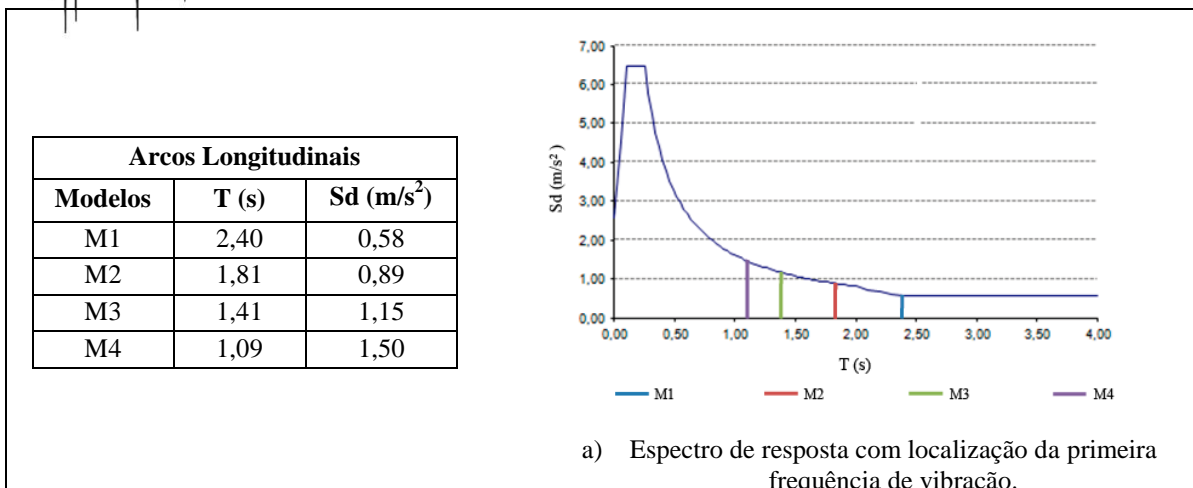 Arcos Longitudinais
Modelos T (s) Sd (m/s²)
M1 2,40 0,58
M2 1,81 0,89
M3 1,41 1,15
M4 1,09 1,50
7,00
6,00
5,00
4,00
3,00
2,00
1,00
0,00
Sd (m/s²)
0,00 0,50 1,00 1,50 2,00 2,50 3,00 3,50 4,00
T (s)
M1 M2 M3 M4
a) Espectro de resposta com localização da primeira
frequência de vibração.